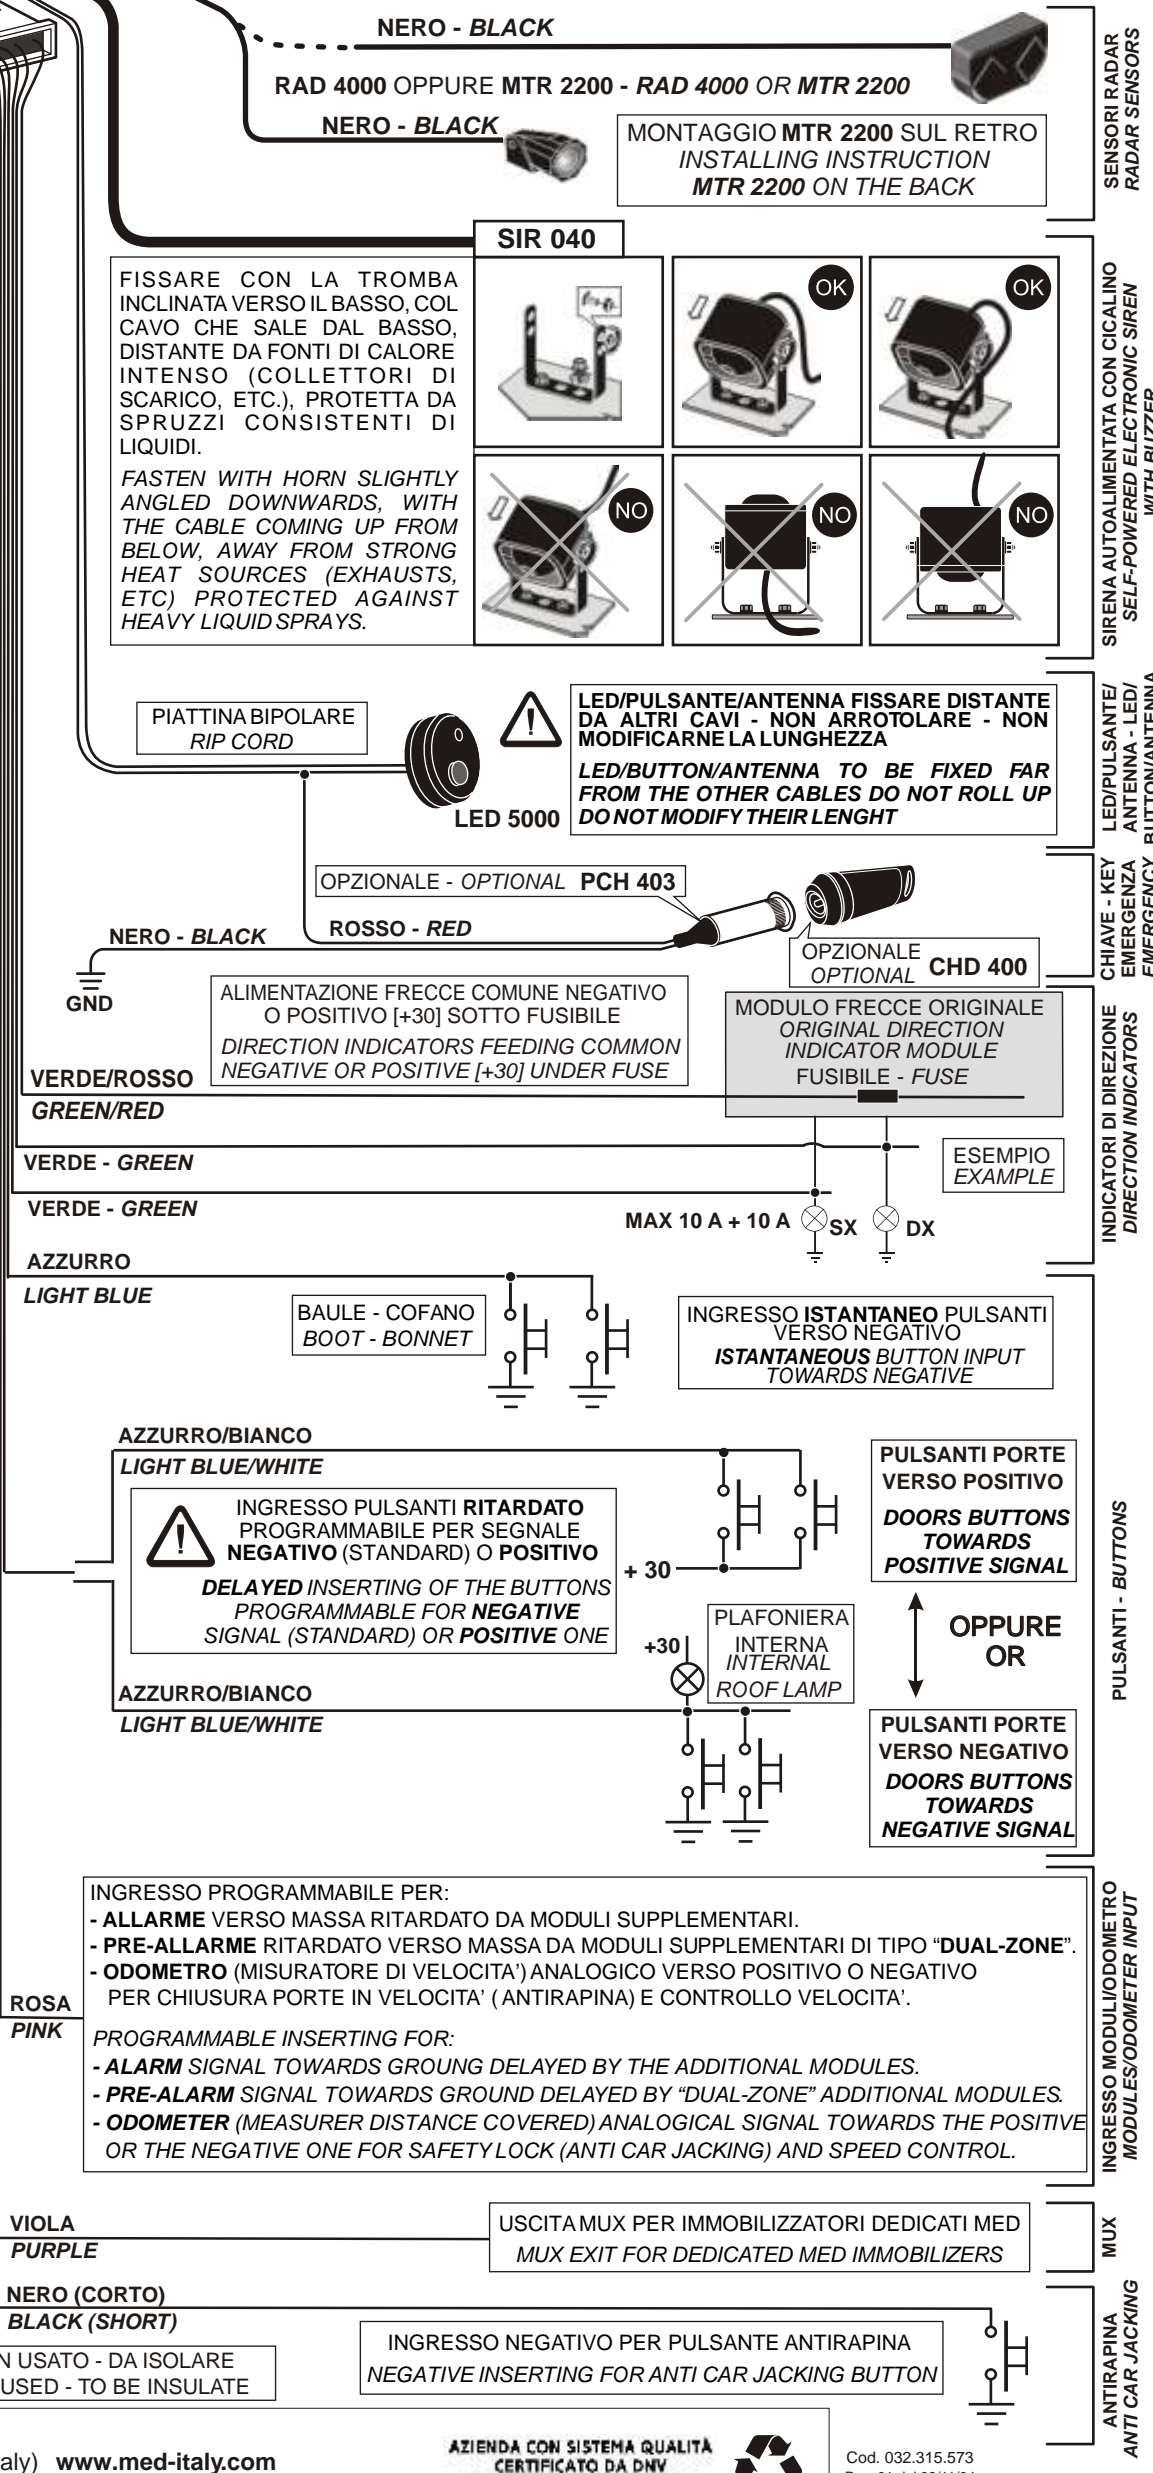 NERO - BLACK
RAD 4000 OPPURE MTR 2200 - RAD 4000 OR MTR 2200
NERO - BLACK
MONTAGGIO MTR 2200 SUL RETRO
INSTALLING INSTRUCTION
MTR 2200 ON THE BACK
SENSORI RADAR
RADAR SENSORS
SIR 040
FISSARE CON LA TROMBA
INCLINATA VERSO IL BASSO, COL
CAVO CHE SALE DAL BASSO,
DISTANTE DA FONTI DI CALORE
INTENSO (COLLETTORI DI
SCARICO, ETC.), PROTETTA DA
SPRUZZI CONSISTENTI DI
LIQUIDI.
FASTEN WITH HORN SLIGHTLY
ANGLED DOWNWARDS, WITH
THE CABLE COMING UP FROM
BELOW, AWAY FROM STRONG
HEAT SOURCES (EXHAUSTS,
ETC) PROTECTED AGAINST
HEAVY LIQUID SPRAYS.
OK
OK
NO
NO
NO
SIRENA AUTOALIMENTATA CON CICALINO
SELF-POWERED ELECTRONIC SIREN
WITH BUZZER
PIATTINA BIPOLARE
RIP CORD
LED 5000
!
LED/PULSANTE/ANTENNA FISSARE DISTANTE
DA ALTRI CAVI - NON ARROTOLARE - NON
MODIFICARNE LA LUNGHEZZA
LED/BUTTON/ANTENNA TO BE FIXED FAR
FROM THE OTHER CABLES DO NOT ROLL UP
DO NOT MODIFY THEIR LENGHT
LED/PULSANTE/
ANTENNA - LED/
BUTTON/ANTENNA
OPZIONALE - OPTIONAL PCH 403
ROSSO - RED
NERO - BLACK
GND
OPZIONALE
OPTIONAL CHD 400
CHIAVE - KEY
EMERGENZA
EMERGENCY
ALIMENTAZIONE FRECCE COMUNE NEGATIVO
O POSITIVO [+30] SOTTO FUSIBILE
DIRECTION INDICATORS FEEDING COMMON
NEGATIVE OR POSITIVE [+30] UNDER FUSE
MODULO FRECCE ORIGINALE
ORIGINAL DIRECTION
INDICATOR MODULE
FUSIBILE - FUSE
VERDE/ROSSO
GREEN/RED
VERDE - GREEN
ESEMPIO
EXAMPLE
VERDE - GREEN
MAX 10 A + 10 A
SX
DX
INDICATORI DI DIREZIONE
DIRECTION INDICATORS
AZZURRO
LIGHT BLUE
BAULE - COFANO
BOOT - BONNET
INGRESSO ISTANTANEO PULSANTI
VERSO NEGATIVO
ISTANTANEOUS BUTTON INPUT
TOWARDS NEGATIVE
AZZURRO/BIANCO
LIGHT BLUE/WHITE
!
INGRESSO PULSANTI RITARDATO
PROGRAMMABILE PER SEGNALE
NEGATIVO (STANDARD) O POSITIVO
DELAYED INSERTING OF THE BUTTONS
PROGRAMMABLE FOR NEGATIVE
SIGNAL (STANDARD) OR POSITIVE ONE
+ 30
PULSANTI PORTE
VERSO POSITIVO
DOORS BUTTONS
TOWARDS
POSITIVE SIGNAL
OPPURE
OR
+30
PLAFONIERA
INTERNA
INTERNAL
ROOF LAMP
AZZURRO/BIANCO
LIGHT BLUE/WHITE
PULSANTI PORTE
VERSO NEGATIVO
DOORS BUTTONS
TOWARDS
NEGATIVE SIGNAL
PULSANTI - BUTTONS
ROSA
PINK
INGRESSO PROGRAMMABILE PER:
- ALLARME VERSO MASSA RITARDATO DA MODULI SUPPLEMENTARI.
- PRE-ALLARME RITARDATO VERSO MASSA DA MODULI SUPPLEMENTARI DI TIPO “DUAL-ZONE”.
- ODOMETRO (MISURATORE DI VELOCITA’) ANALOGICO VERSO POSITIVO O NEGATIVO
PER CHIUSURA PORTE IN VELOCITA’ ( ANTIRAPINA) E CONTROLLO VELOCITA’.
PROGRAMMABLE INSERTING FOR:
- ALARM SIGNAL TOWARDS GROUNG DELAYED BY THE ADDITIONAL MODULES.
- PRE-ALARM SIGNAL TOWARDS GROUND DELAYED BY “DUAL-ZONE” ADDITIONAL MODULES.
- ODOMETER (MEASURER DISTANCE COVERED) ANALOGICAL SIGNAL TOWARDS THE POSITIVE
OR THE NEGATIVE ONE FOR SAFETY LOCK (ANTI CAR JACKING) AND SPEED CONTROL.
INGRESSO MODULI/ODOMETRO
MODULES/ODOMETER INPUT
VIOLA
PURPLE
USCITA MUX PER IMMOBILIZZATORI DEDICATI MED
MUX EXIT FOR DEDICATED MED IMMOBILIZERS
MUX
NERO (CORTO)
BLACK (SHORT)
N USATO - DA ISOLARE
USED - TO BE INSULATE
INGRESSO NEGATIVO PER PULSANTE ANTIRAPINA
NEGATIVE INSERTING FOR ANTI CAR JACKING BUTTON
ANTIRAPINA
ANTI CAR JACKING
aly) www.med-italy.com
AZIENDA CON SISTEMA QUALITÀ
CERTIFICATO DA DNV
Cod. 032.315.573